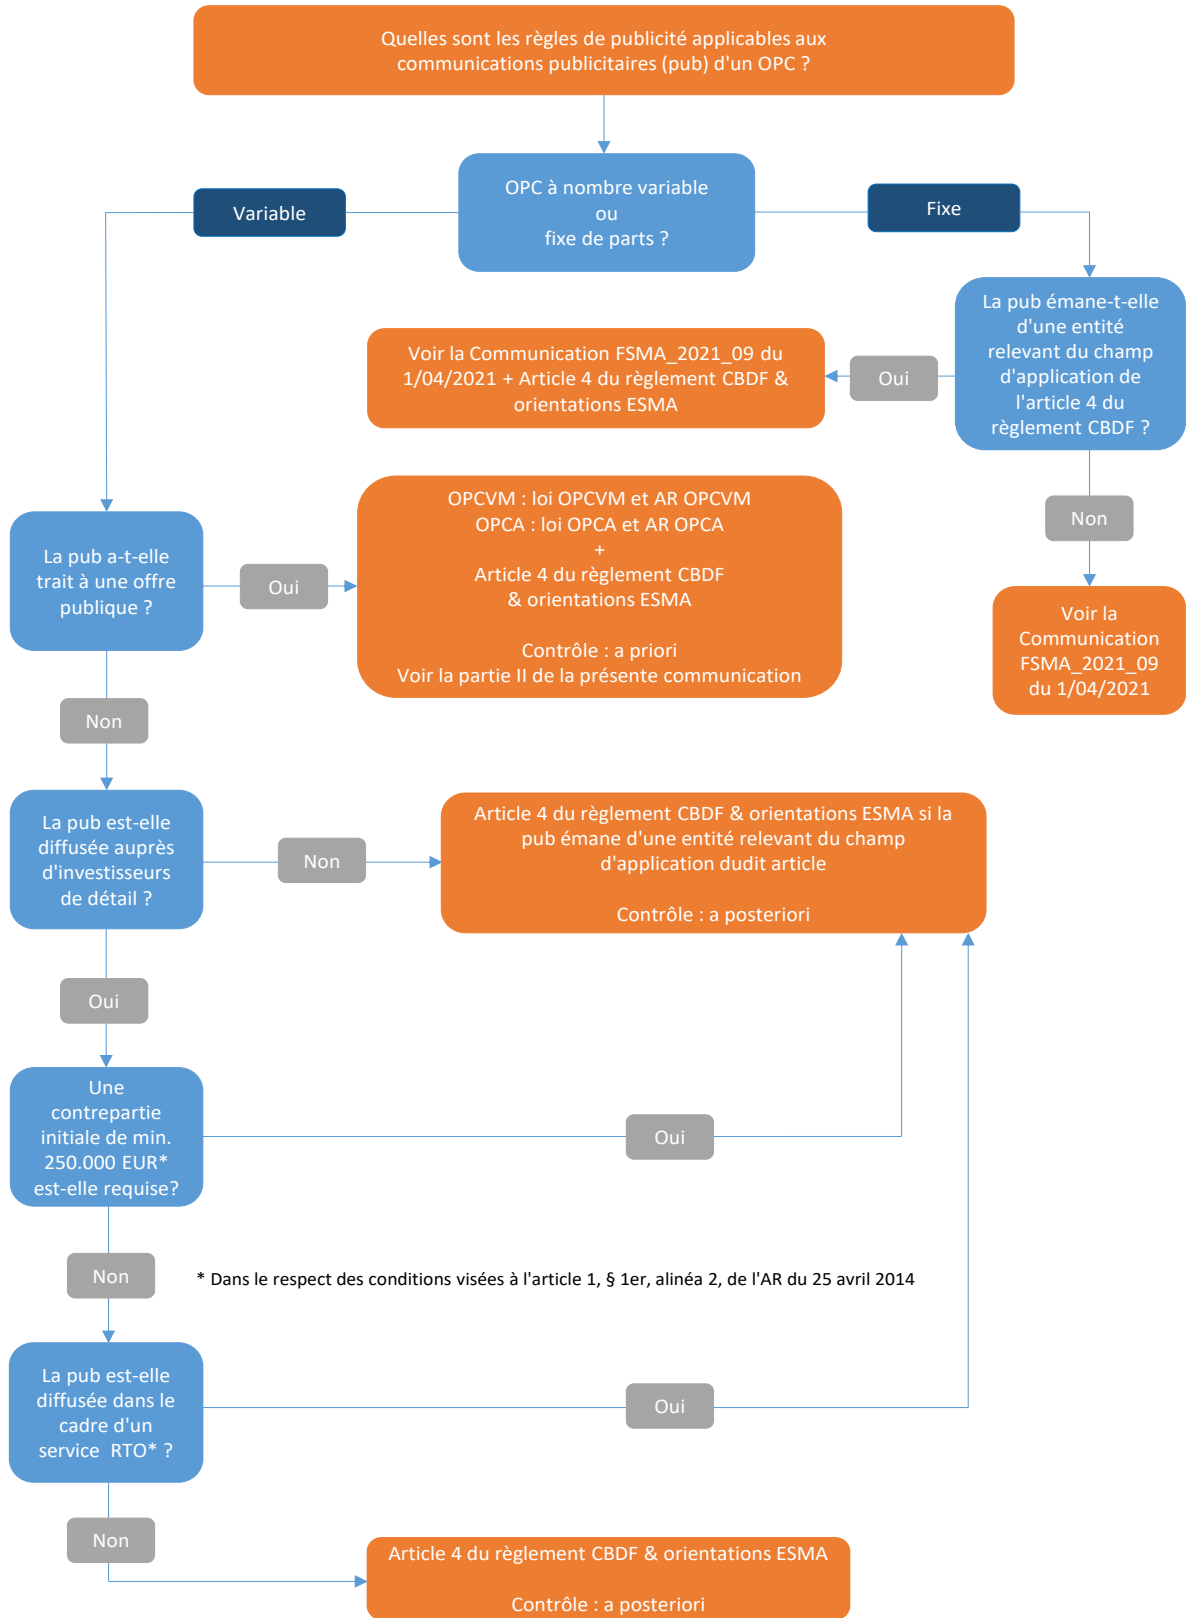 Quelles sont les règles de publicité applicables aux
communications publicitaires (pub) d'un OPC ?
OPC à nombre variable
ou
fixe de parts ?
Variable
Fixe
La pub émane-t-elle
d'une entité
relevant du champ
d'application de
l'article 4 du
règlement CBDF ?
Voir la Communication FSMA_2021_09 du
1/04/2021 + Article 4 du règlement CBDF &
orientations ESMA
Oui
Non
Voir la
Communication
FSMA_2021_09
du 1/04/2021
La pub a-t-elle
trait à une offre
publique ?
Oui
OPCVM : loi OPCVM et AR OPCVM
OPCA : loi OPCA et AR OPCA
+
Article 4 du règlement CBDF
& orientations ESMA
Contrôle : a priori
Voir la partie II de la présente communication
Non
La pub est-elle
diffusée auprès
d'investisseurs
de détail ?
Non
Article 4 du règlement CBDF & orientations ESMA si la
pub émane d'une entité relevant du champ
d'application dudit article
Contrôle : a posteriori
Oui
Une
contrepartie
initiale de min.
250.000 EUR*
est-elle requise?
Oui
Non
* Dans le respect des conditions visées à l'article 1, § 1er, alinéa 2, de l'AR du 25 avril 2014
La pub est-elle
diffusée dans le
cadre d'un
service  RTO* ?
Oui
Non
Article 4 du règlement CBDF & orientations ESMA
Contrôle : a posteriori